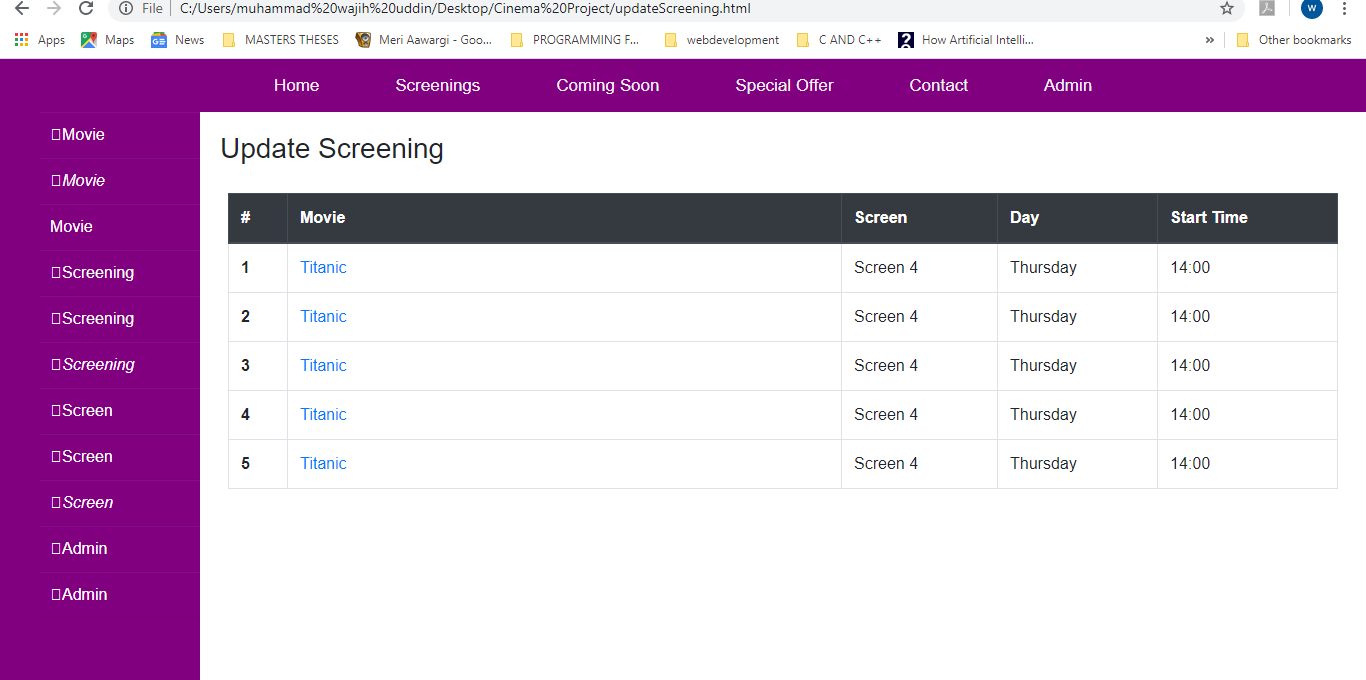 File C:/Users/muhammad%20wajih%20uddin/Desktop/Cinema%20Project/updateScreening.html W
Apps Maps News MASTERS THESES Meri Aawargi - Goo... PROGRAMMING F... webdevelopment C AND C++ How Artificial Intelli... » Other bookmarks
Home Screenings Coming Soon Special Offer Contact Admin
Movie
Movie
Movie
Screening
Screening
Screening
Screen
Screen
Screen
Admin
Admin
Update Screening
# Movie Screen Day Start Time
1 Titanic Screen 4 Thursday 14:00
2 Titanic Screen 4 Thursday 14:00
3 Titanic Screen 4 Thursday 14:00
4 Titanic Screen 4 Thursday 14:00
5 Titanic Screen 4 Thursday 14:00